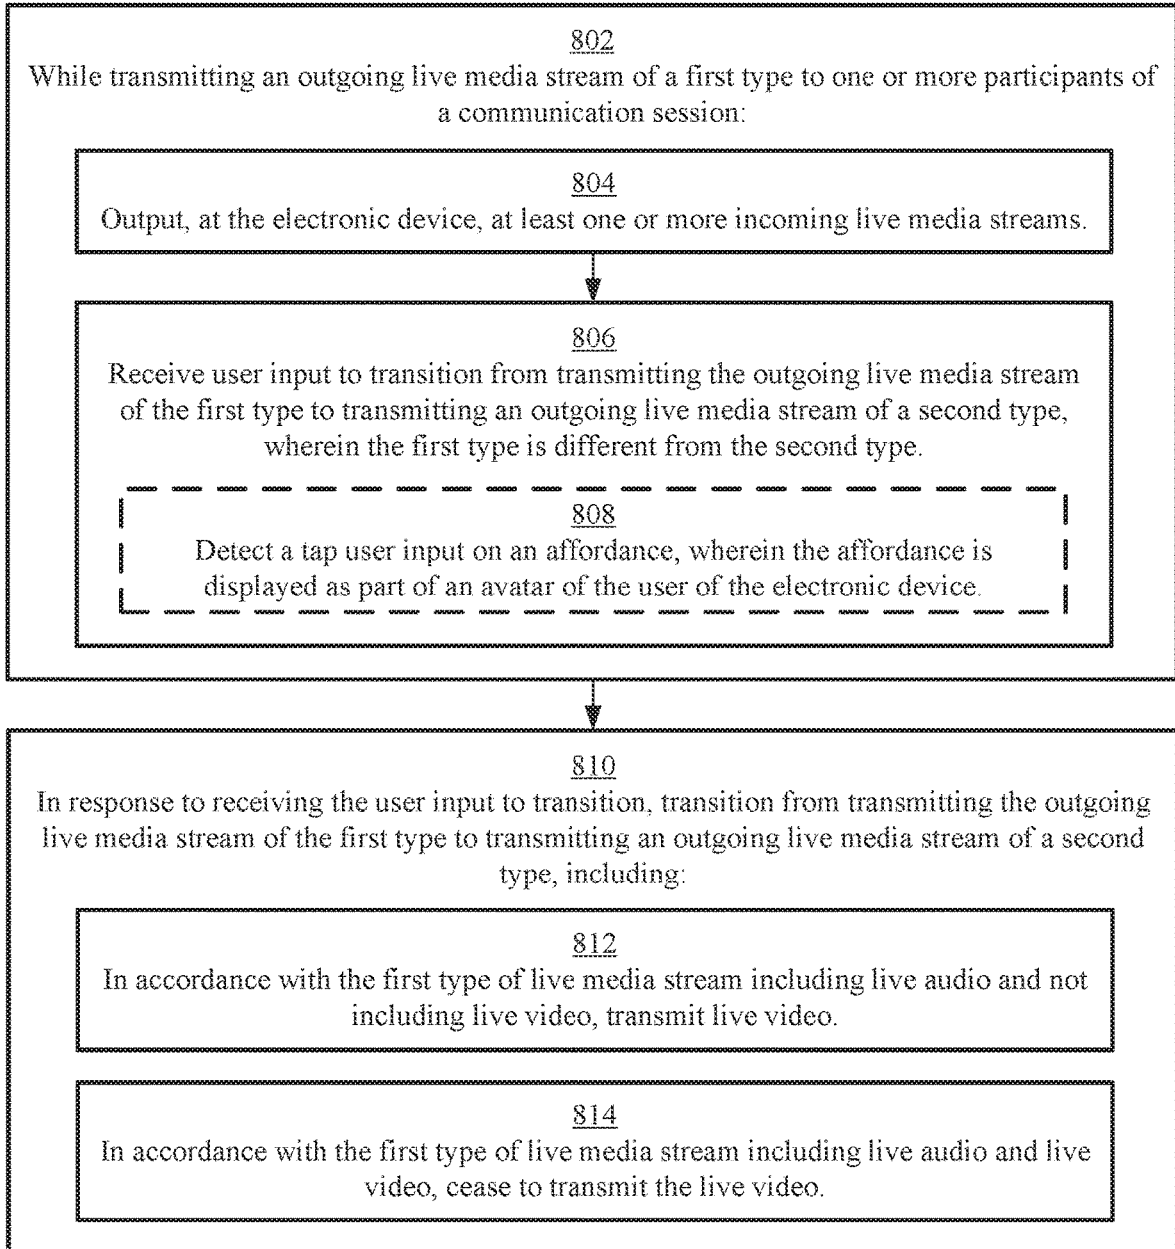 802
While transmitting an outgoing live media stream of a first type to one or more participants of
a communication session:
804
Output, at the electronic device, at least one or more incoming live media streams.
806
Receive user input to transition from transmitting the outgoing live media stream
of the first type to transmitting an outgoing live media stream of a second type,
wherein the first type is different from the second type.
808
Detect a tap user input on an affordance, wherein the affordance is
displayed as part of an avatar of the user of the electronic device.
810
In response to receiving the user input to transition, transition from transmitting the outgoing
live media stream of the first type to transmitting an outgoing live media stream of a second
type, including:
812
In accordance with the first type of live media stream including live audio and not
including live video, transmit live video.
814
In accordance with the first type of live media stream including live audio and live
video, cease to transmit the live video.